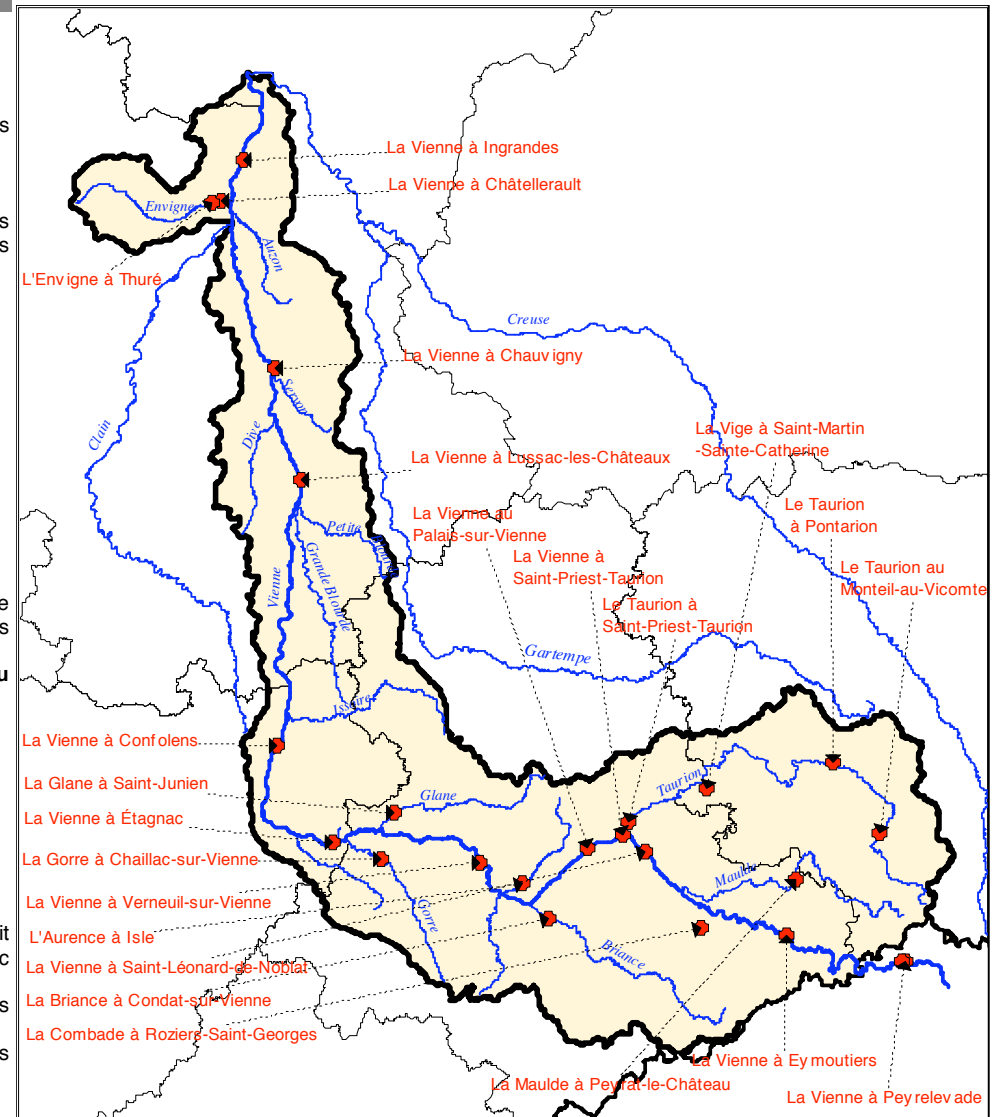 s
La Vienne à Ingrandes
La Vienne à Châtellerault
Envigne
s
s
Auzon
L'Envigne à Thuré
Creuse
La Vienne à Chauvigny
Servon
Clain
Dive
La Vige à Saint-Martin
-Sainte-Catherine
La Vienne à Lussac-les-Châteaux
La Vienne au
Palais-sur-Vienne
Le Taurion
à Pontarion
Petite
Blourde
Grande Blourde
La Vienne à
Saint-Priest-Taurion
Le Taurion au
Monteil-au-Vicomte
Vienne
e
s
Le Taurion à
Saint-Priest-Taurion
Gartempe
u
Issoire
La Vienne à Confolens
La Glane à Saint-Junien
Glane
Taurion
La Vienne à Étagnac
La Gorre à Chaillac-sur-Vienne
Maulde
La Vienne à Verneuil-sur-Vienne
Gorre
it
L'Aurence à Isle
Briance
c
La Vienne à Saint-Léonard-de-Noblat
La Briance à Condat-sur-Vienne
s
La Combade à Roziers-Saint-Georges
s
La Vienne à Eymoutiers
La Maulde à Peyrat-le-Château
La Vienne à Peyrelevade